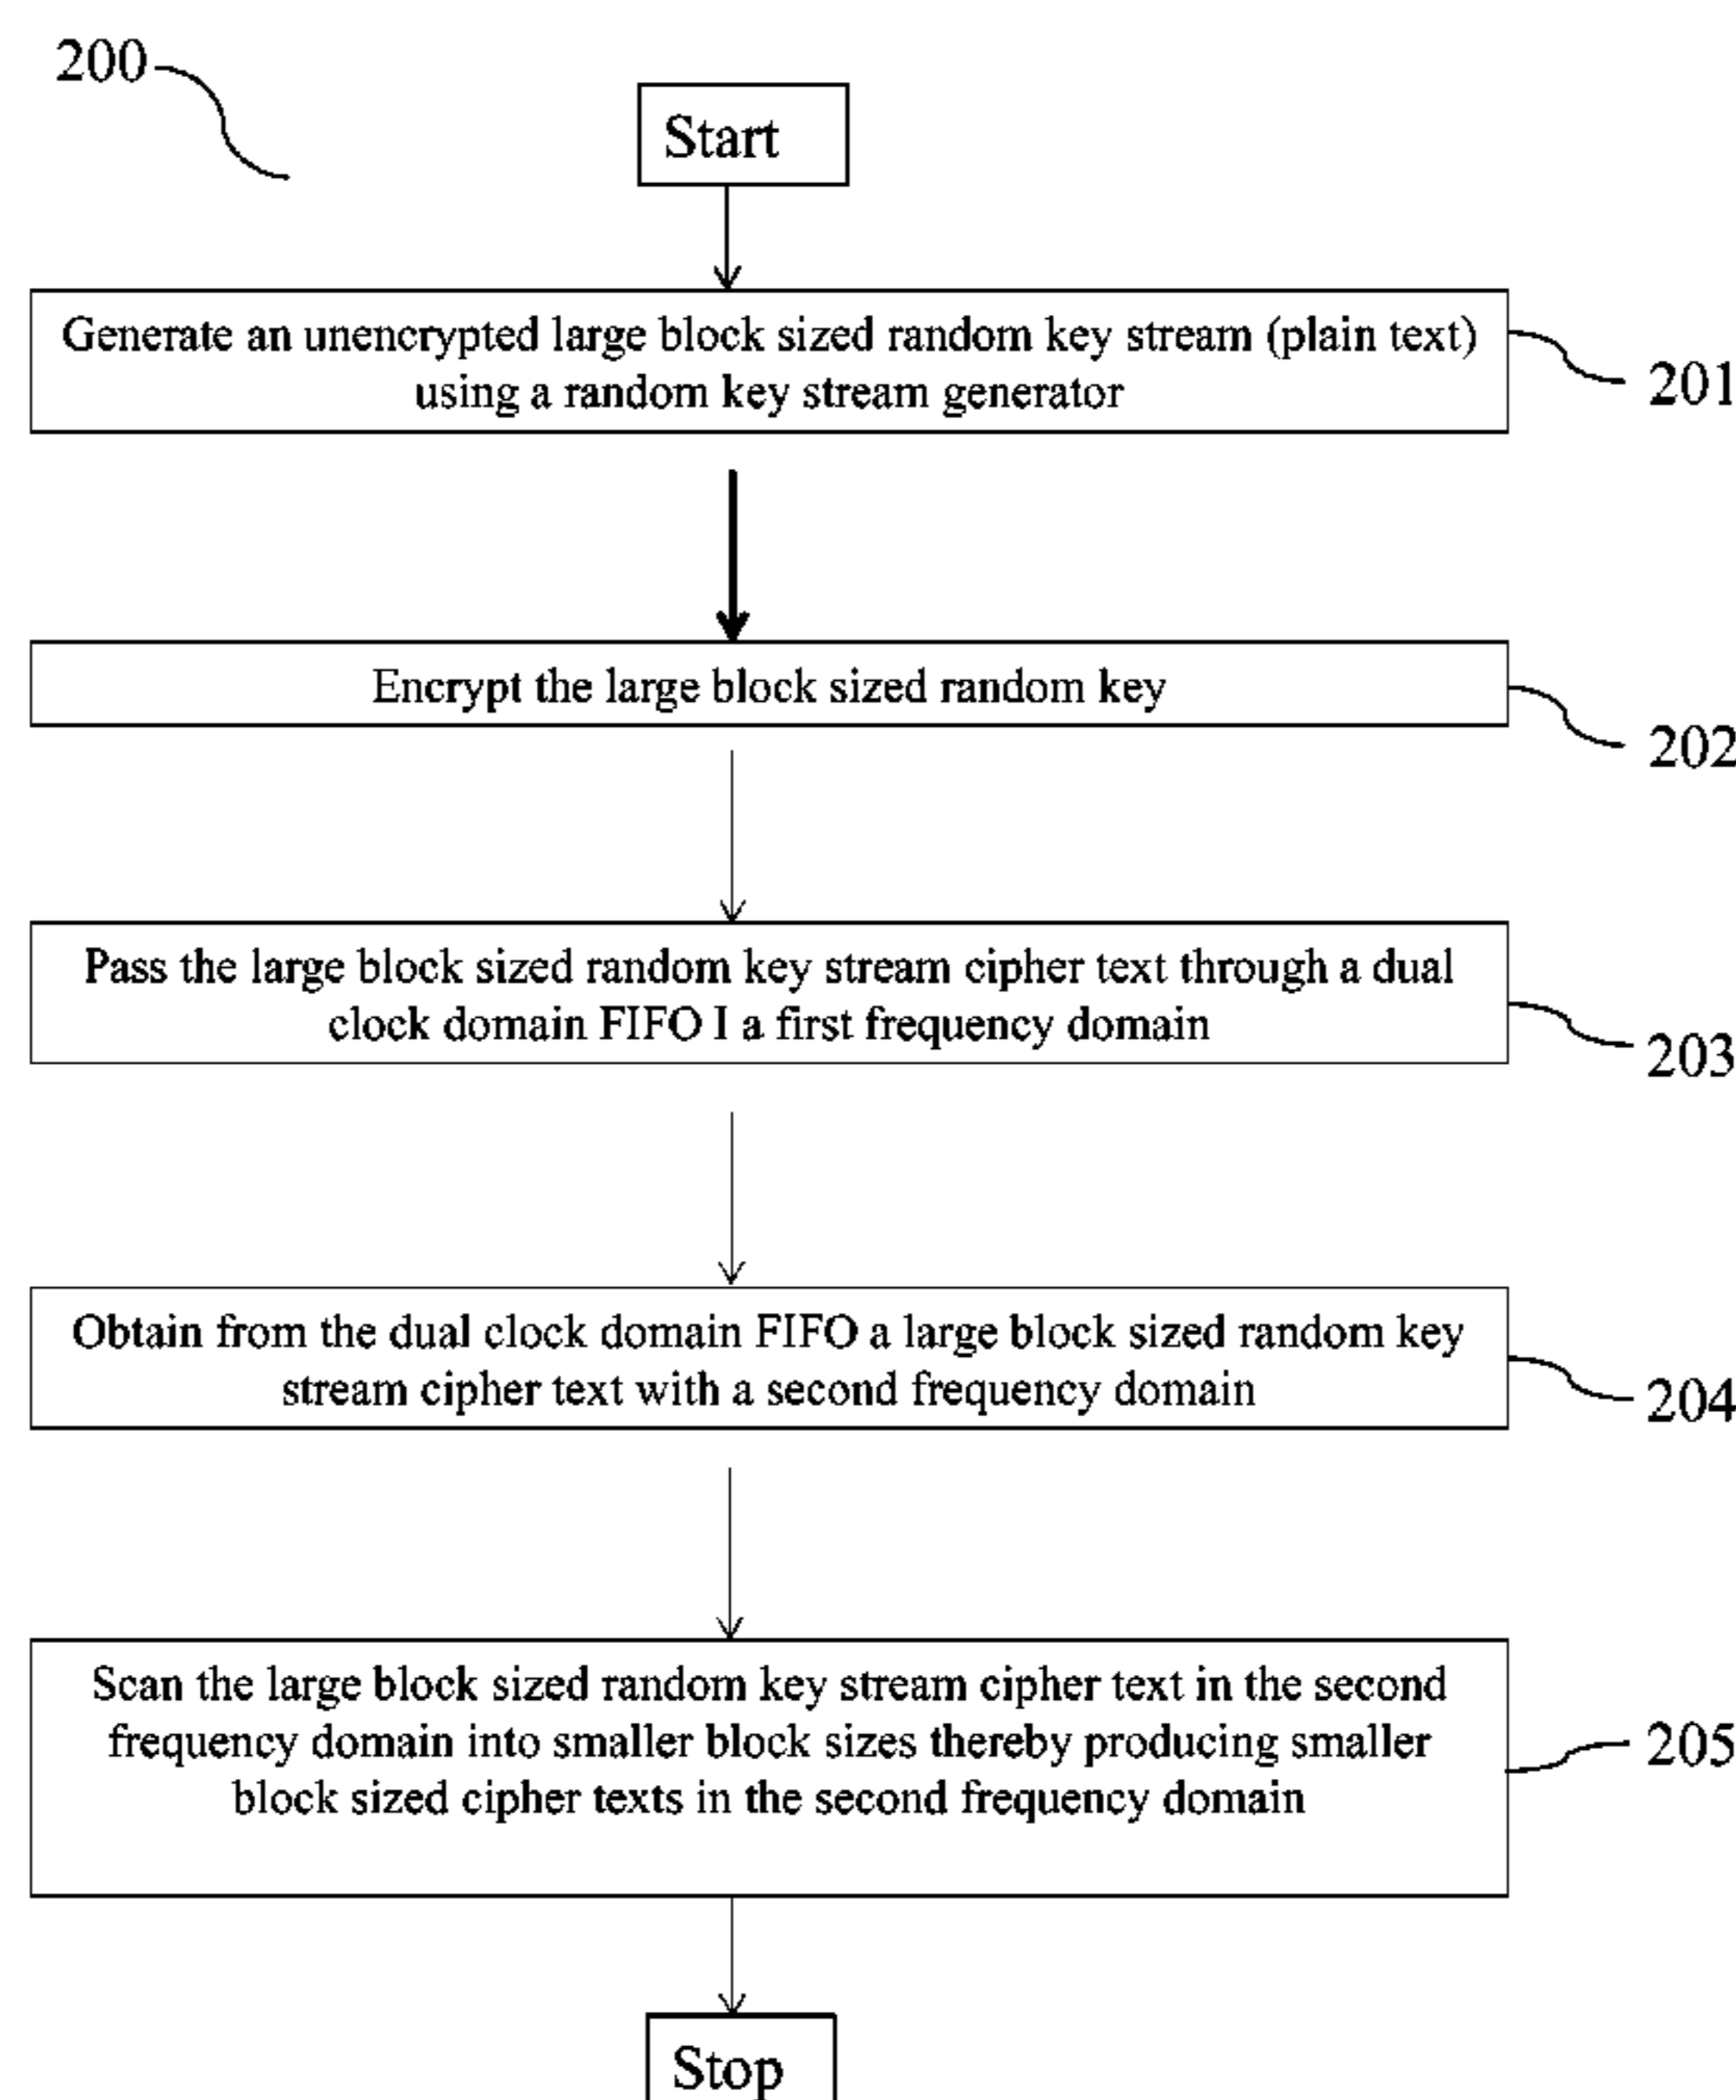 200
Start
Generate an unencrypted large block sized random key stream (plain text)
using a random key stream generator
201
Encrypt the large block sized random key
202
Pass the large block sized random key stream cipher text through a dual
clock domain FIFO I a first frequency domain
203
Obtain from the dual clock domain FIFO a large block sized random key
stream cipher text with a second frequency domain
204
Scan the large block sized random key stream cipher text in the second
frequency domain into smaller block sizes thereby producing smaller
block sized cipher texts in the second frequency domain
205
Stop